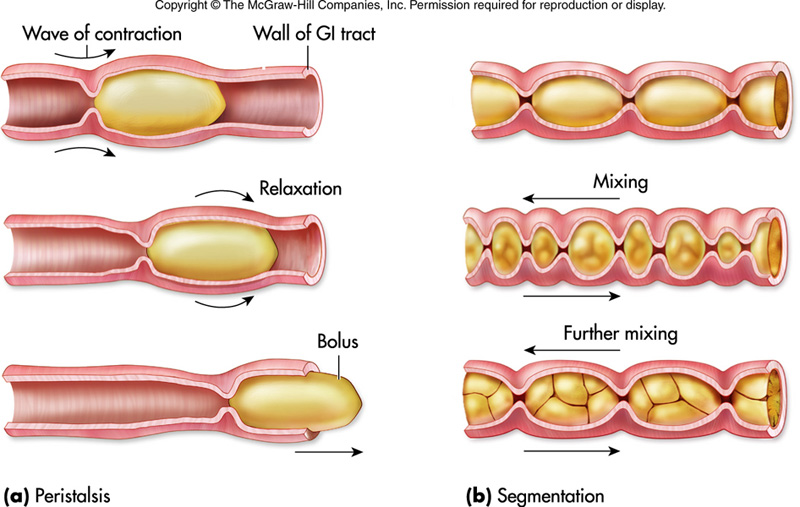 Copyright © The McGraw-Hill Companies, Inc. Permission required for reproduction or display.
Wave of contraction
Wall of GI tract
Relaxation
Bolus
(a) Peristalsis
Mixing
Further mixing
(b) Segmentation